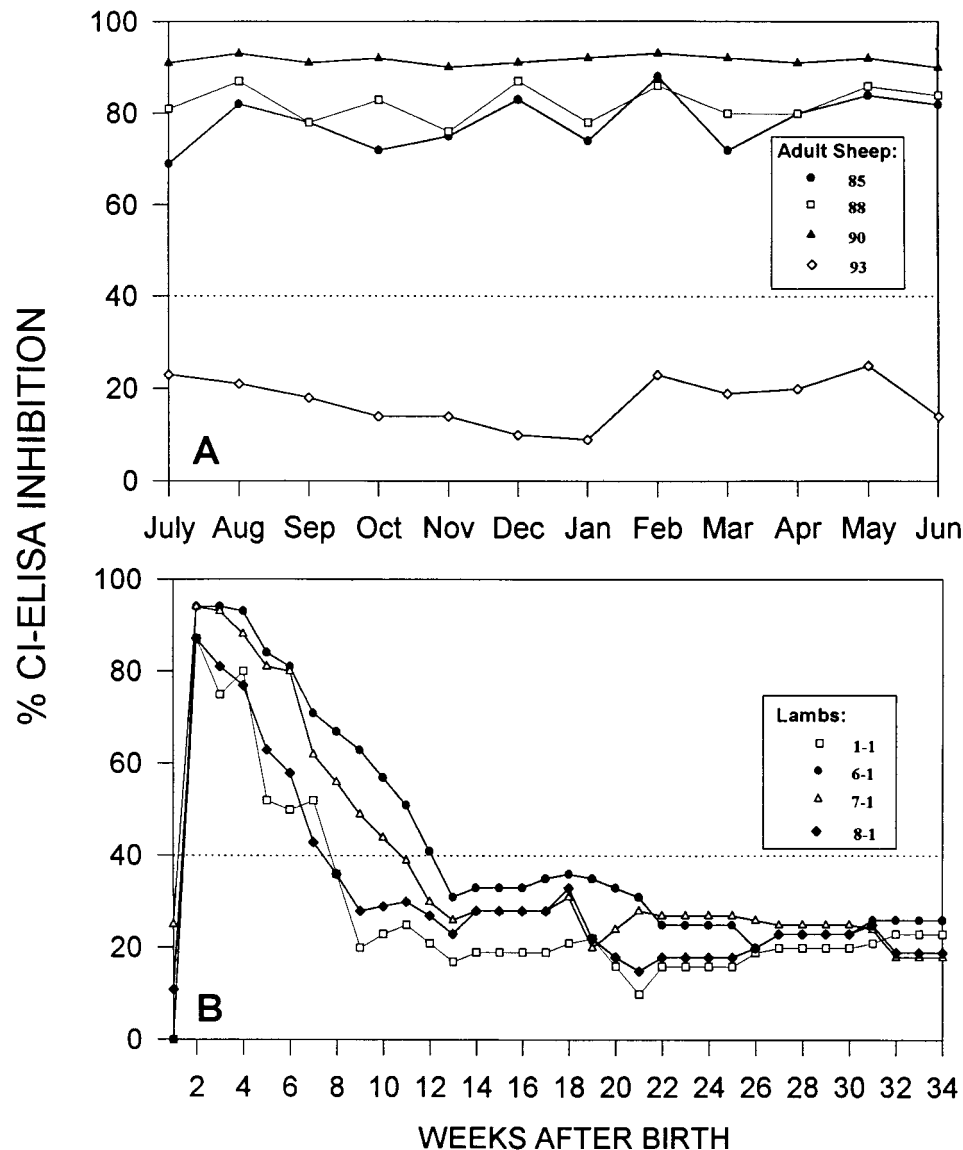 % CI-ELISA INHIBITION
100
80
60
40
20
0
Adult Sheep:
85
88
90
93
A
July Aug Sep Oct Nov Dec Jan Feb Mar Apr May Jun
100
80
60
40
20
0
Lambs:
1-1
6-1
7-1
8-1
B
2 4 6 8 10 12 14 16 18 20 22 24 26 28 30 32 34
WEEKS AFTER BIRTH